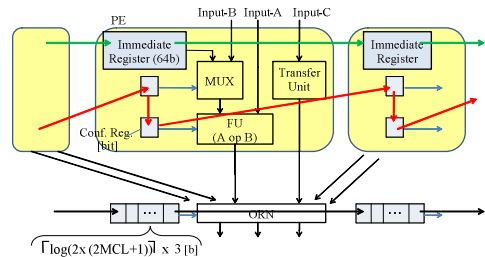 PE
Input-B
Input-A
Input-C
Immediate
Register (64b)
MUX
Transfer
Unit
Immediate
Register
Conf. Reg.
[bit]
FU
(A op B)
...
ORN
...
⌈log(2x (2MCL+1))⌉ x 3 [b]